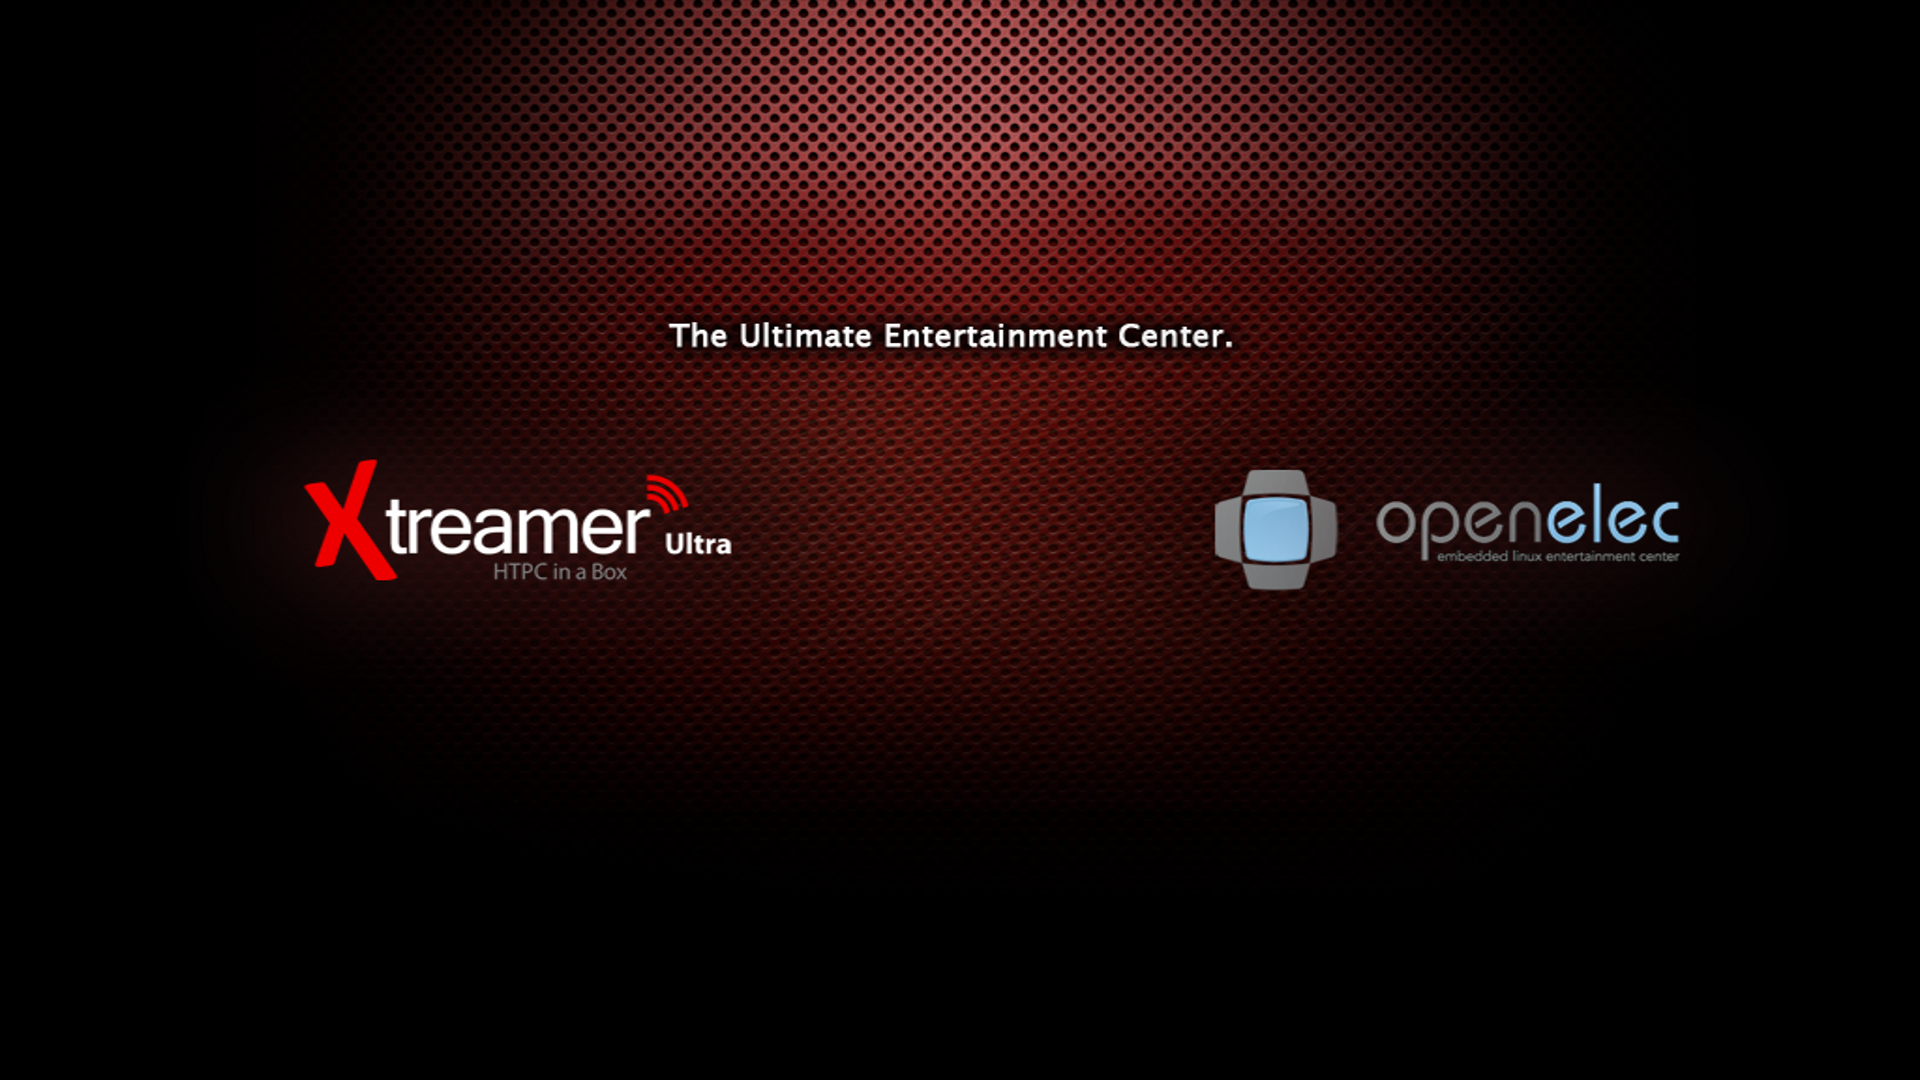 The Ultimate Entertainment Center.
Xtreamer Ultra
HTPC in a Box
openelec
embedded linux entertainment center